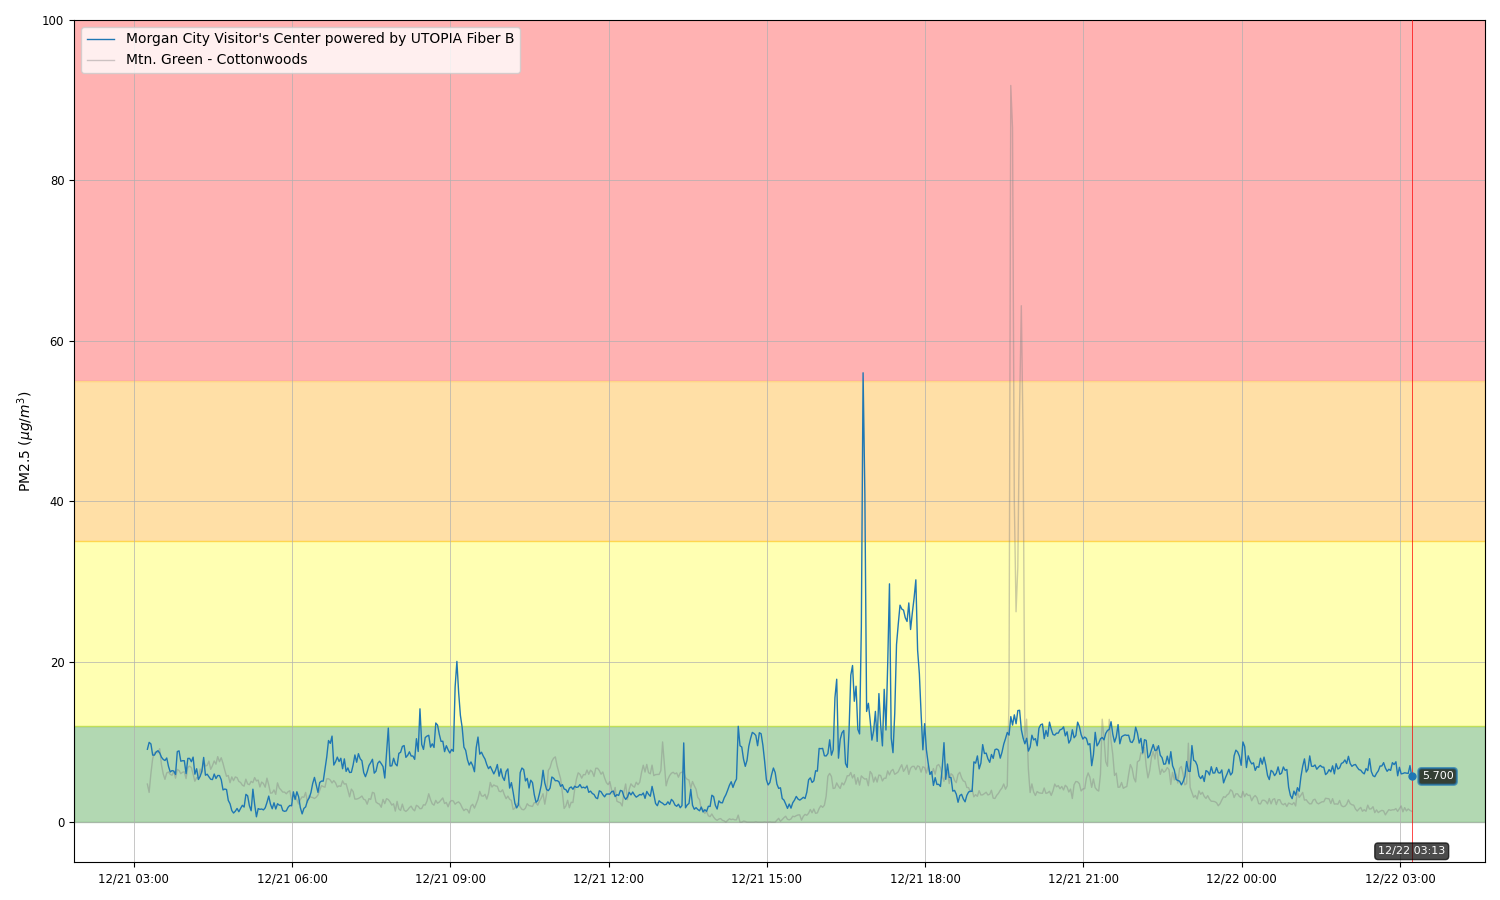 100
Morgan City Visitor's Center powered by UTOPIA Fiber B
Mtn. Green - Cottonwoods
80
60
PM2.5 (μg/m³)
40
20
5.700
0
12/22 03:13
12/21 03:00 12/21 06:00 12/21 09:00 12/21 12:00 12/21 15:00 12/21 18:00 12/21 21:00 12/22 00:00 12/22 03:00